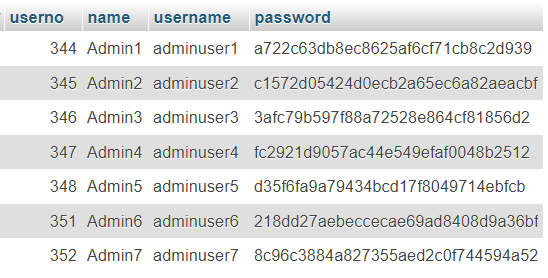 userno name username password
344 Admin1 adminuser1 a722c63db8ec8625af6cf71cb8c2d939
345 Admin2 adminuser2 c1572d05424d0ecb2a65ec6a82aeacbf
346 Admin3 adminuser3 3afc79b597f88a72528e864cf81856d2
347 Admin4 adminuser4 fc2921d9057ac44e549efaf0048b2512
348 Admin5 adminuser5 d35f6fa9a79434bcd17f8049714ebfcb
351 Admin6 adminuser6 218dd27aebeccecae69ad8408d9a36bf
352 Admin7 adminuser7 8c96c3884a827355aed2c0f744594a52